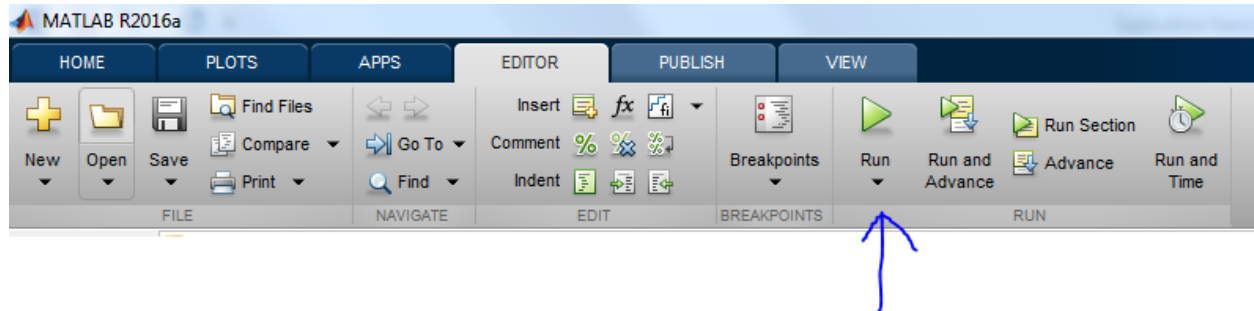 MATLAB R2016a
HOME PLOTS APPS EDITOR PUBLISH VIEW
New
Open
Save
Find Files
Compare
Print
FILE
Go To
Find
NAVIGATE
Insert fx fi
Comment % % %
Indent
EDIT
Breakpoints
BREAKPOINTS
Run
Run and
Advance
Run Section
Advance
Run and
Time
RUN